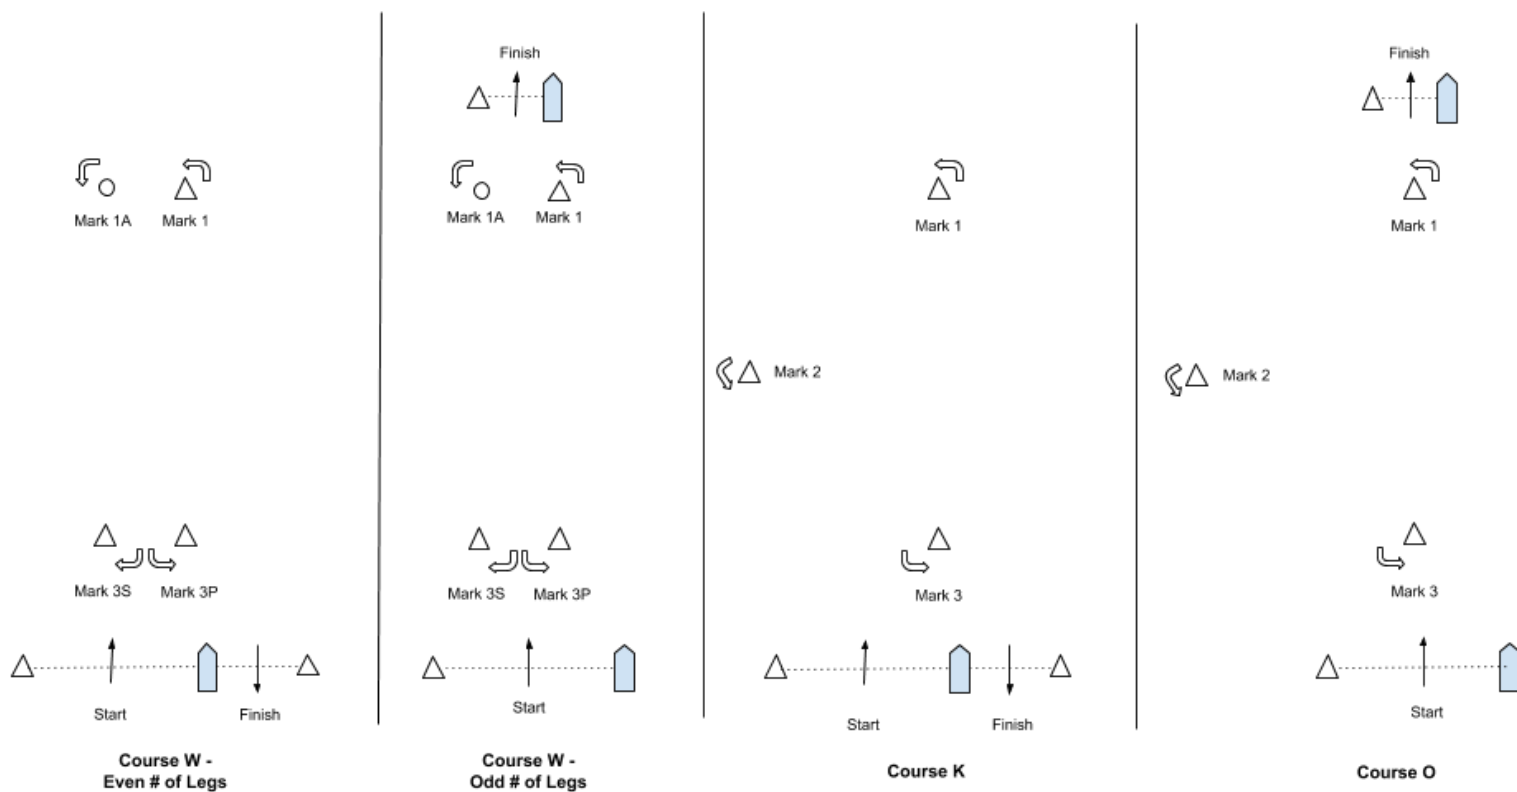 Mark 1A
Mark 1
Mark 3S
Mark 3P
Start
Finish
Course W -
Even # of Legs
Finish
Mark 1A
Mark 1
Mark 3S
Mark 3P
Start
Course W -
Odd # of Legs
Mark 1
Mark 2
Mark 3
Start
Finish
Course K
Finish
Mark 1
Mark 2
Mark 3
Start
Course O